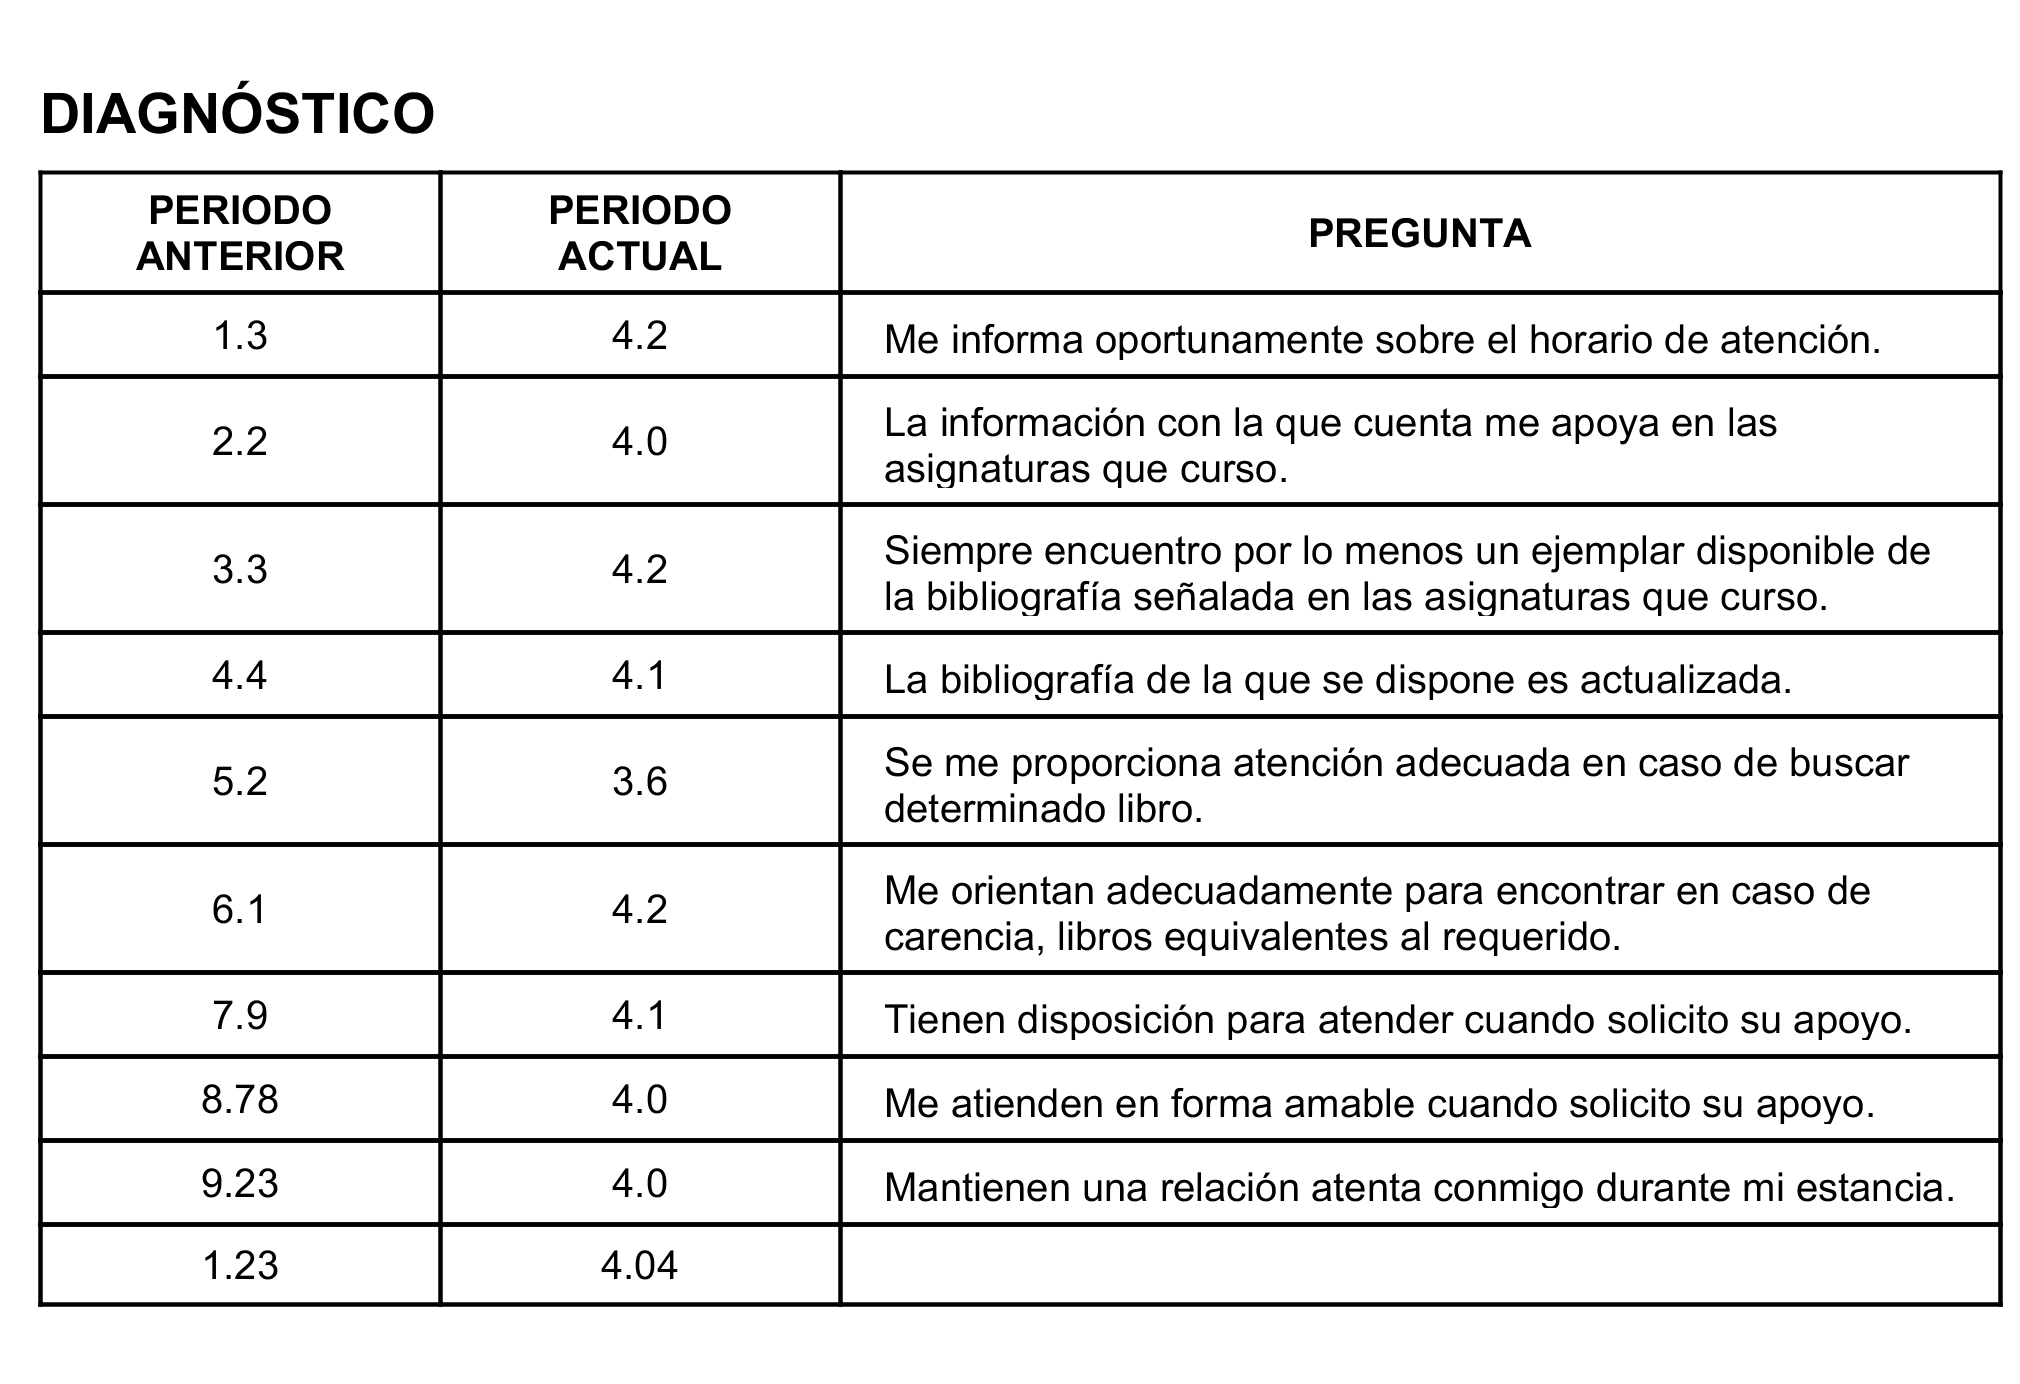 DIAGNÓSTICO
PERIODO
ANTERIOR
PERIODO
ACTUAL
PREGUNTA
1.3
4.2
Me informa oportunamente sobre el horario de atención.
2.2
4.0
La información con la que cuenta me apoya en las
asignaturas que curso.
3.3
4.2
Siempre encuentro por lo menos un ejemplar disponible de
la bibliografía señalada en las asignaturas que curso.
4.4
4.1
La bibliografía de la que se dispone es actualizada.
5.2
3.6
Se me proporciona atención adecuada en caso de buscar
determinado libro.
6.1
4.2
Me orientan adecuadamente para encontrar en caso de
carencia, libros equivalentes al requerido.
7.9
4.1
Tienen disposición para atender cuando solicito su apoyo.
8.78
4.0
Me atienden en forma amable cuando solicito su apoyo.
9.23
4.0
Mantienen una relación atenta conmigo durante mi estancia.
1.23
4.04